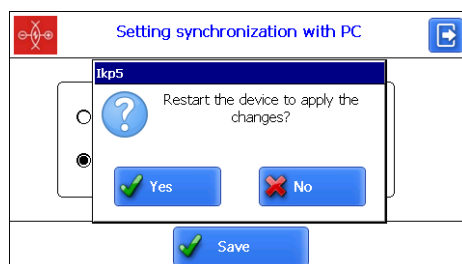 Setting synchronization with PC
Ikp5
Restart the device to apply the
changes?
Yes
No
Save